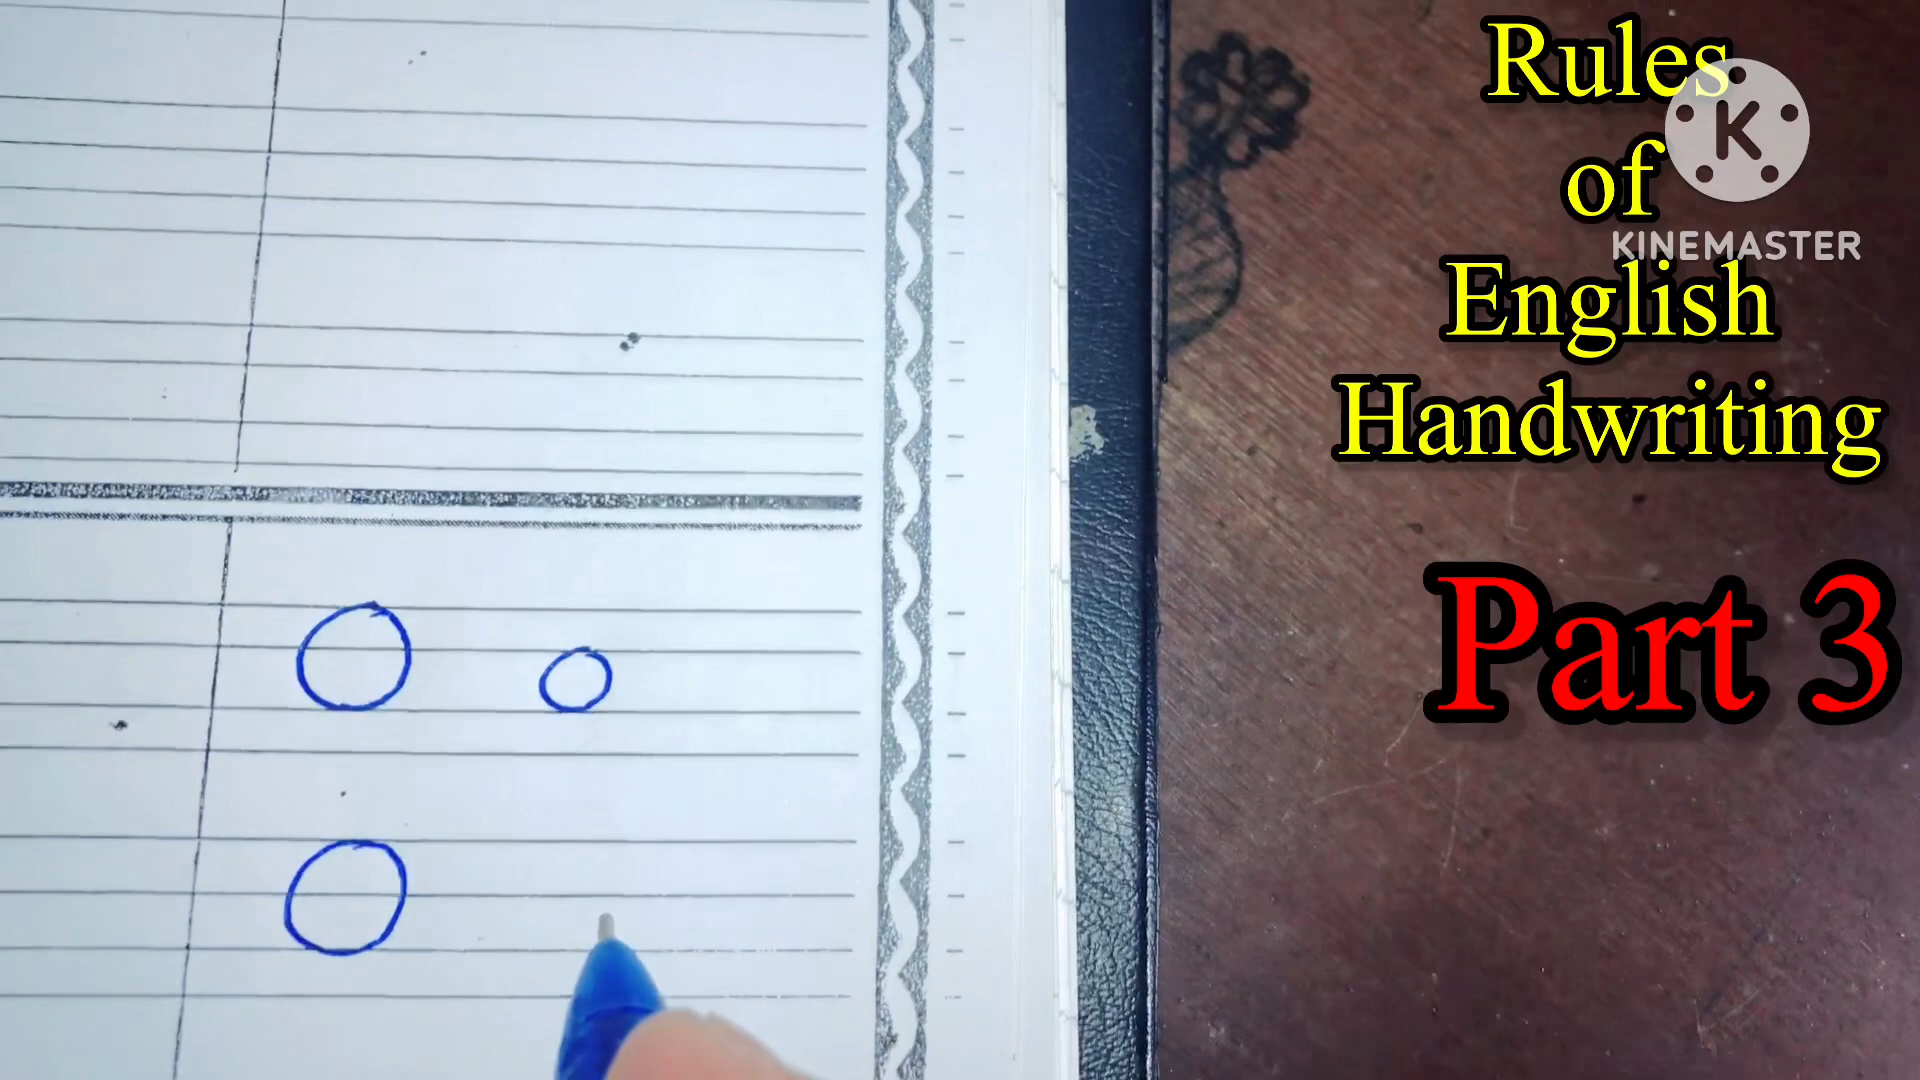 O o
O
Rules
of
English
Handwriting
Part 3
K
KINEMASTER